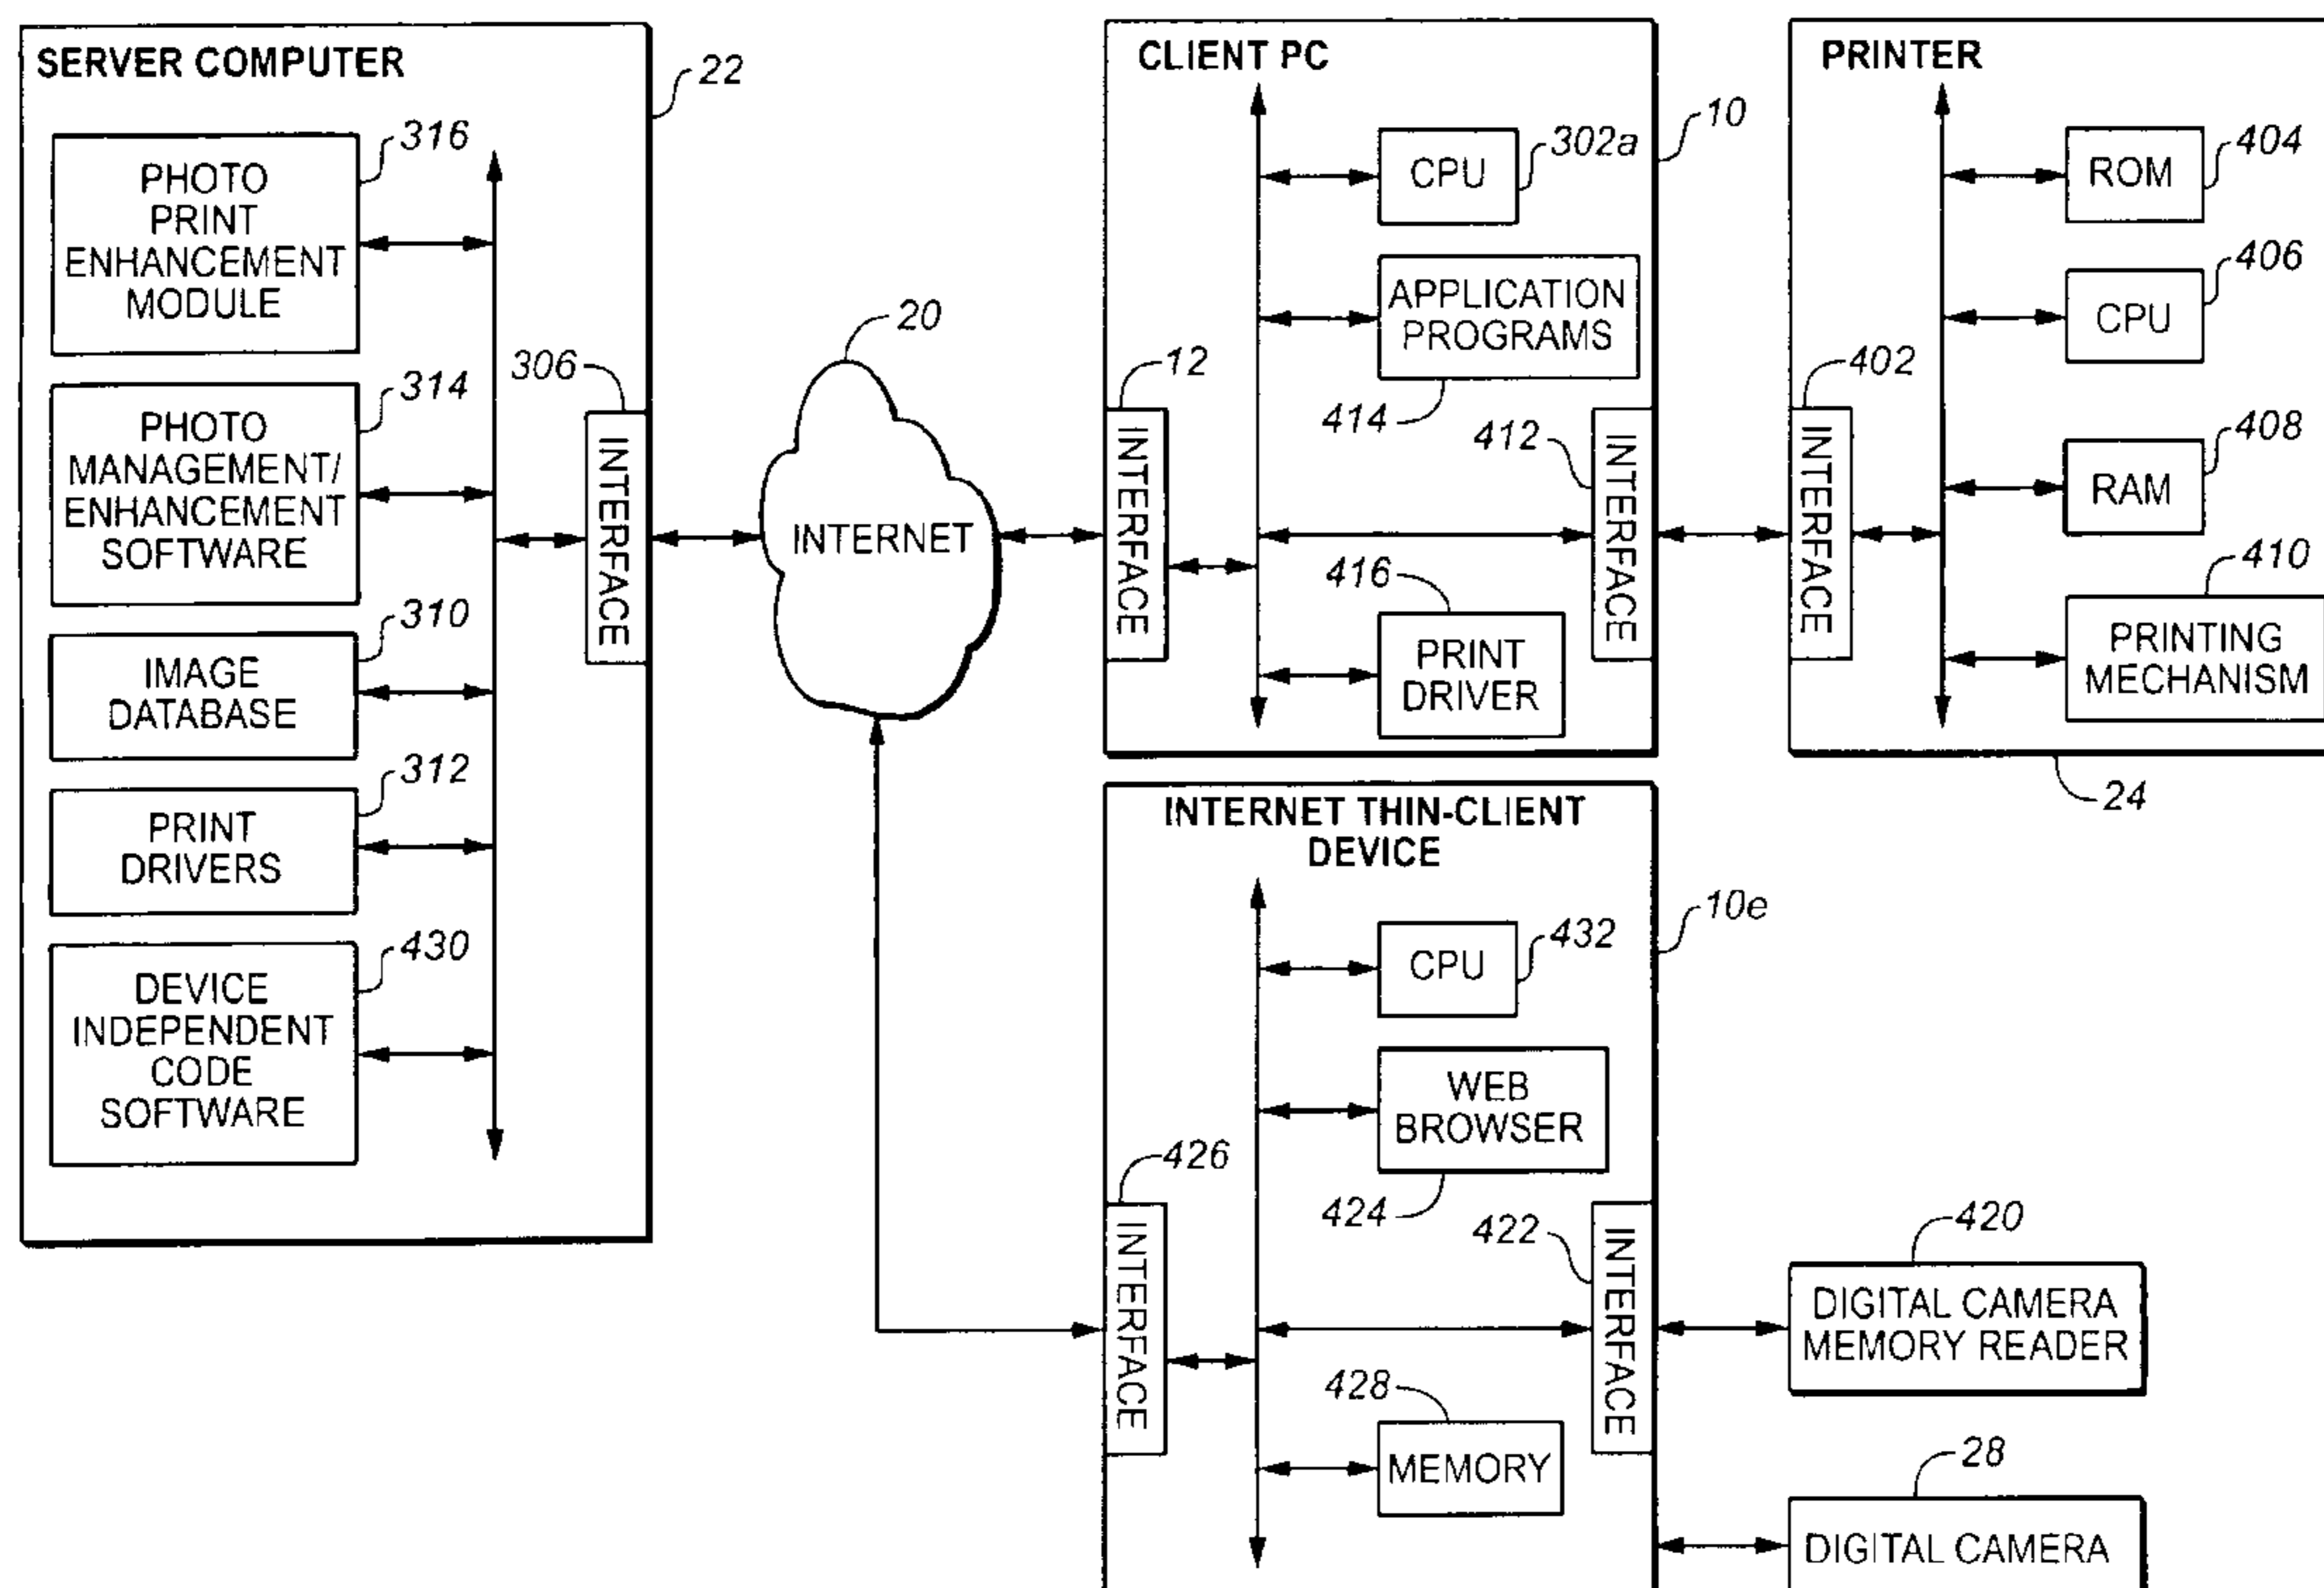 SERVER COMPUTER
22
316
PHOTO
PRINT
ENHANCEMENT
MODULE
314
PHOTO
MANAGEMENT/
ENHANCEMENT
SOFTWARE
310
IMAGE
DATABASE
312
PRINT
DRIVERS
430
DEVICE
INDEPENDENT
CODE
SOFTWARE
306
INTERFACE
20
INTERNET
CLIENT PC
10
302a
CPU
APPLICATION
PROGRAMS
414
12
INTERFACE
412
INTERFACE
416
PRINT
DRIVER
PRINTER
404
ROM
406
CPU
402
INTERFACE
408
RAM
410
PRINTING
MECHANISM
24
INTERNET THIN-CLIENT
DEVICE
10e
432
CPU
WEB
BROWSER
424
426
INTERFACE
422
INTERFACE
428
MEMORY
420
DIGITAL CAMERA
MEMORY READER
28
DIGITAL CAMERA